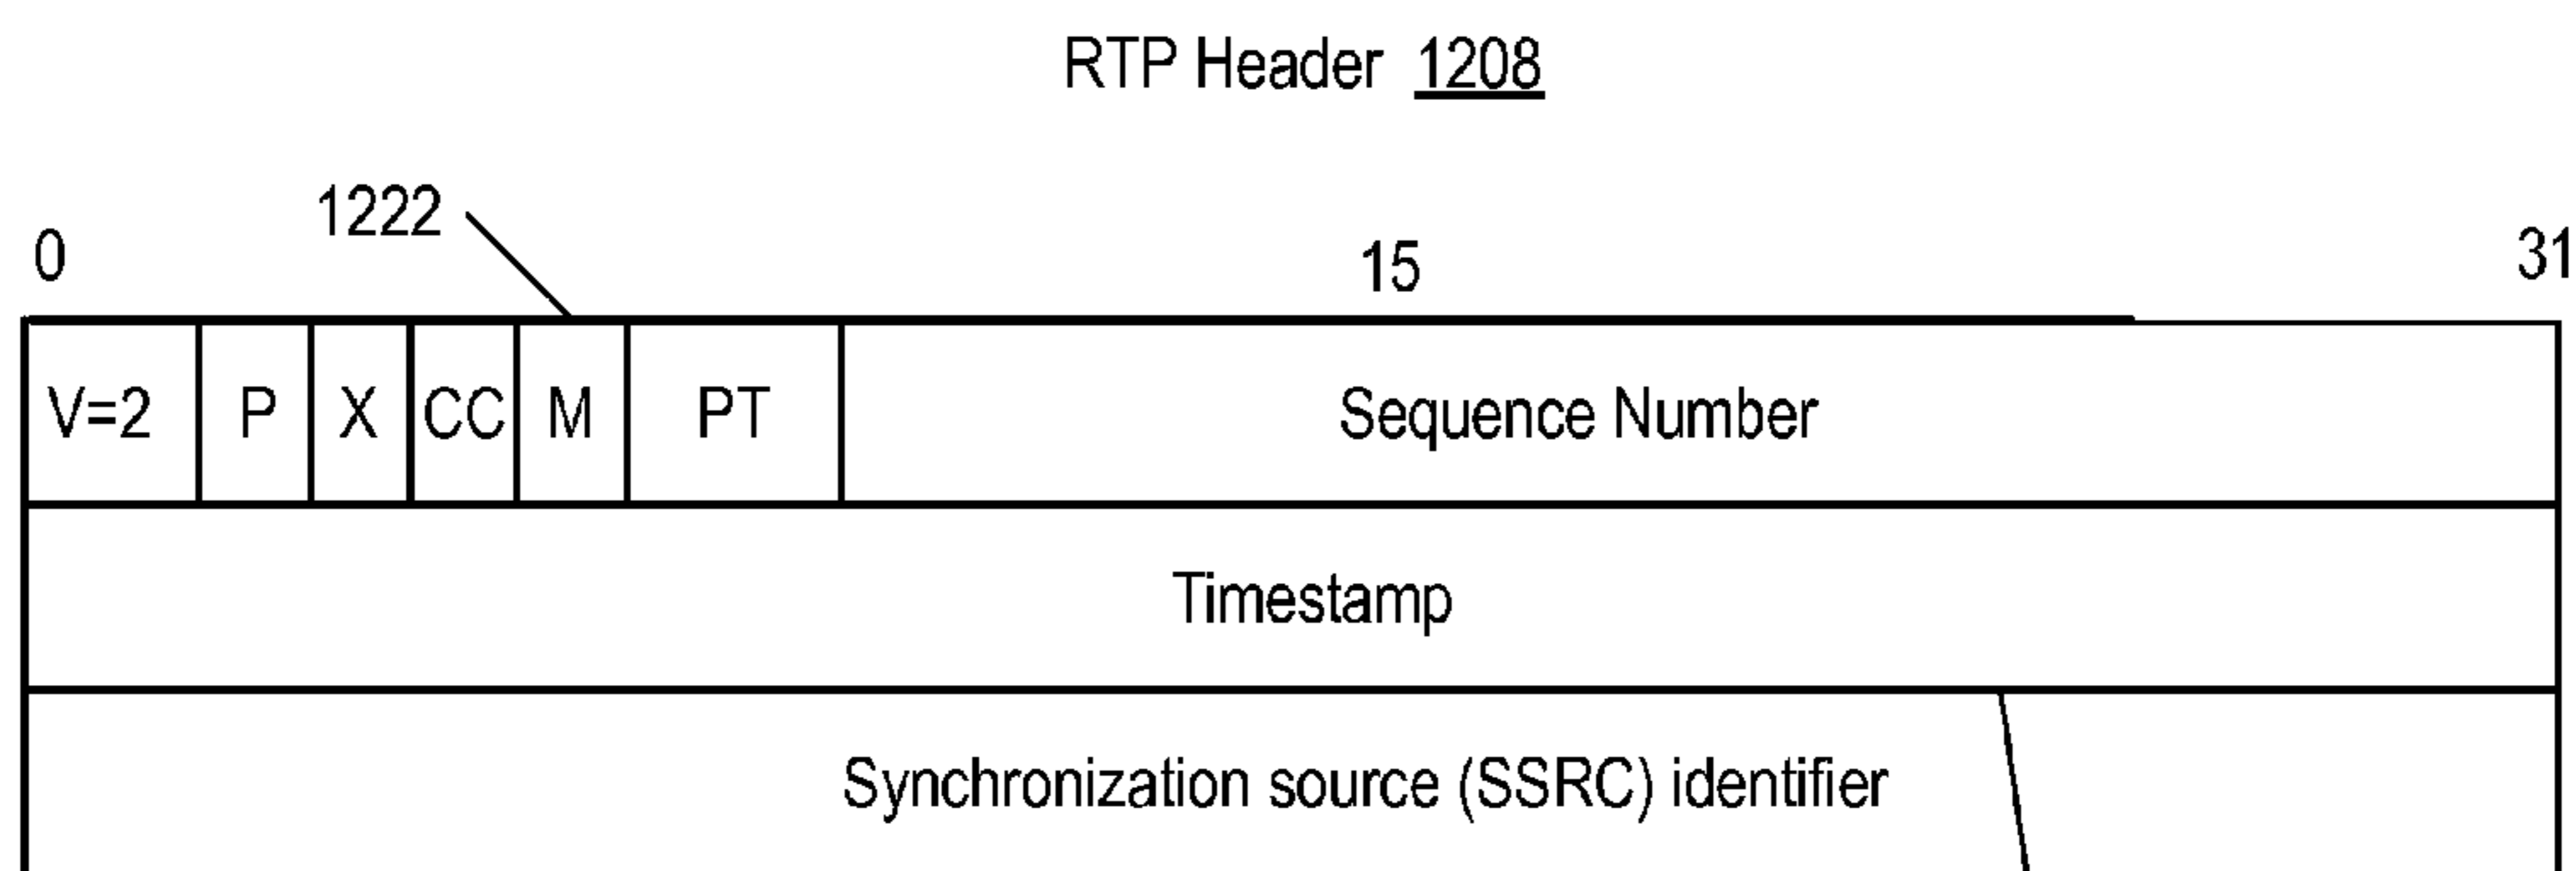 RTP Header 1208
1222
0 15 31
V=2 P X CC M PT Sequence Number
Timestamp
Synchronization source (SSRC) identifier